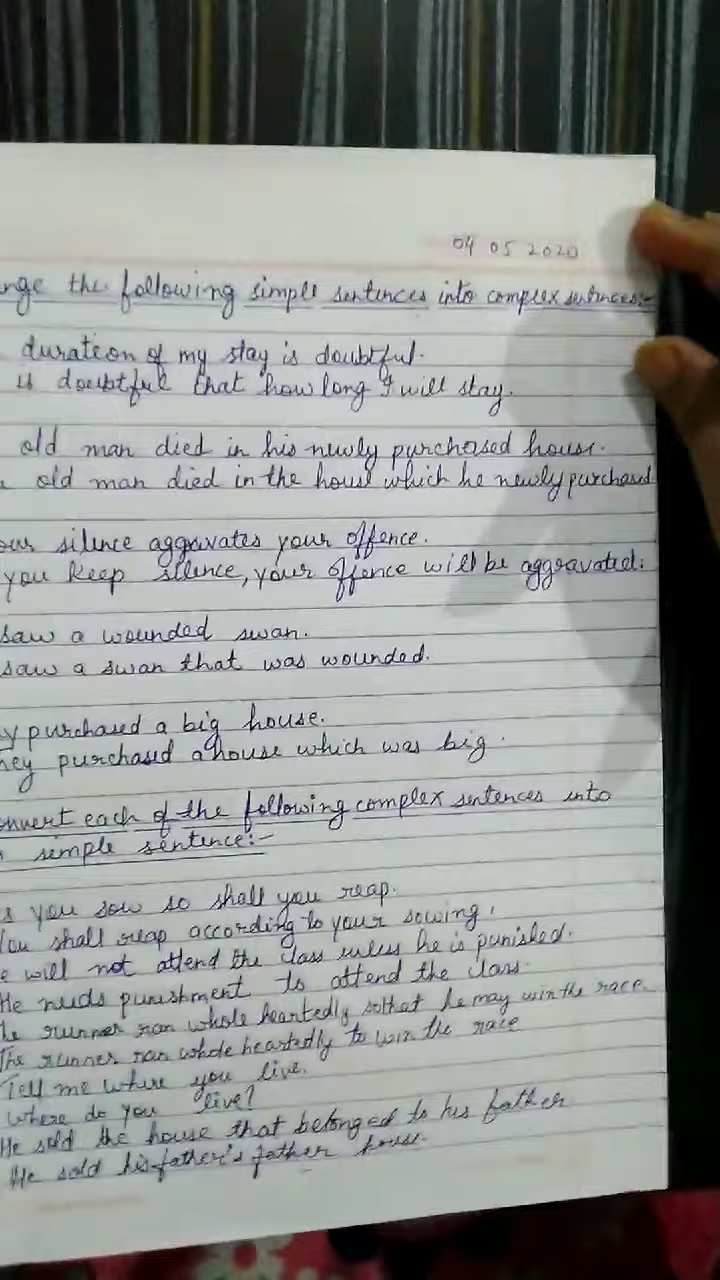 04 05 2020
nge the following simple sentences into complex sentences:-
duration of my stay is doubtful.
is doubtful that how long I will stay.
old man died in his newly purchased house.
old man died in the house which he newly purchased
our silence aggravates your offence.
you keep silence, your offence will be aggravated.
saw a wounded swan.
saw a swan that was wounded.
y purchased a big house.
hey purchased a house which was big.
onvert each of the following complex sentences into
simple sentence:-
s you sow so shall you reap.
You shall reap according to your sowing.
e will not attend the class unless he is punished.
He needs punishment to attend the class.
he runner ran whole heartedly so that he may win the race.
The runner ran whole heartedly to win the race
Tell me where you live.
Where do you live?
He sold the house that belonged to his father
He sold his father's father house.